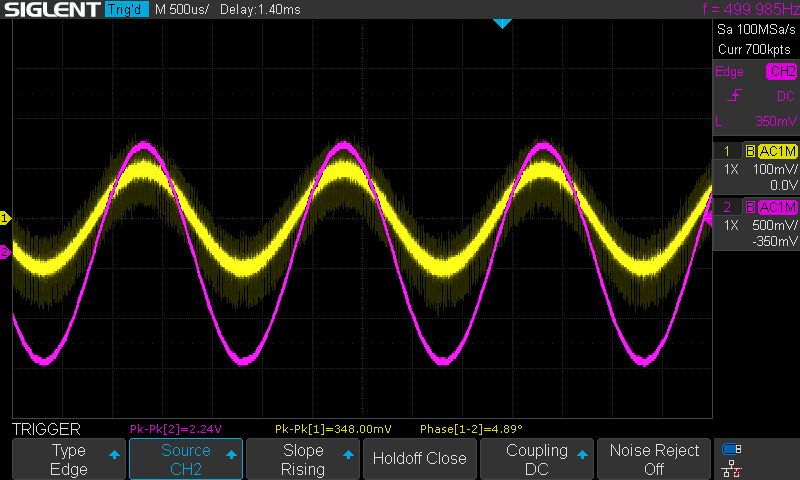 SIGLENT Trig'd M 500us/ Delay:1.40ms f = 499.985Hz
Sa 100MSa/s
Curr 700kpts
Edge CH2
DC
L 350mV
1 B AC1M
1X 100mV/
0.0V
2 B AC1M
1X 500mV/
-350mV
1
2
TRIGGER Pk-Pk[2]=2.24V Pk-Pk[1]=348.00mV Phase[1-2]=4.89°
Type
Edge
Source
CH2
Slope
Rising
Holdoff Close
Coupling
DC
Noise Reject
Off